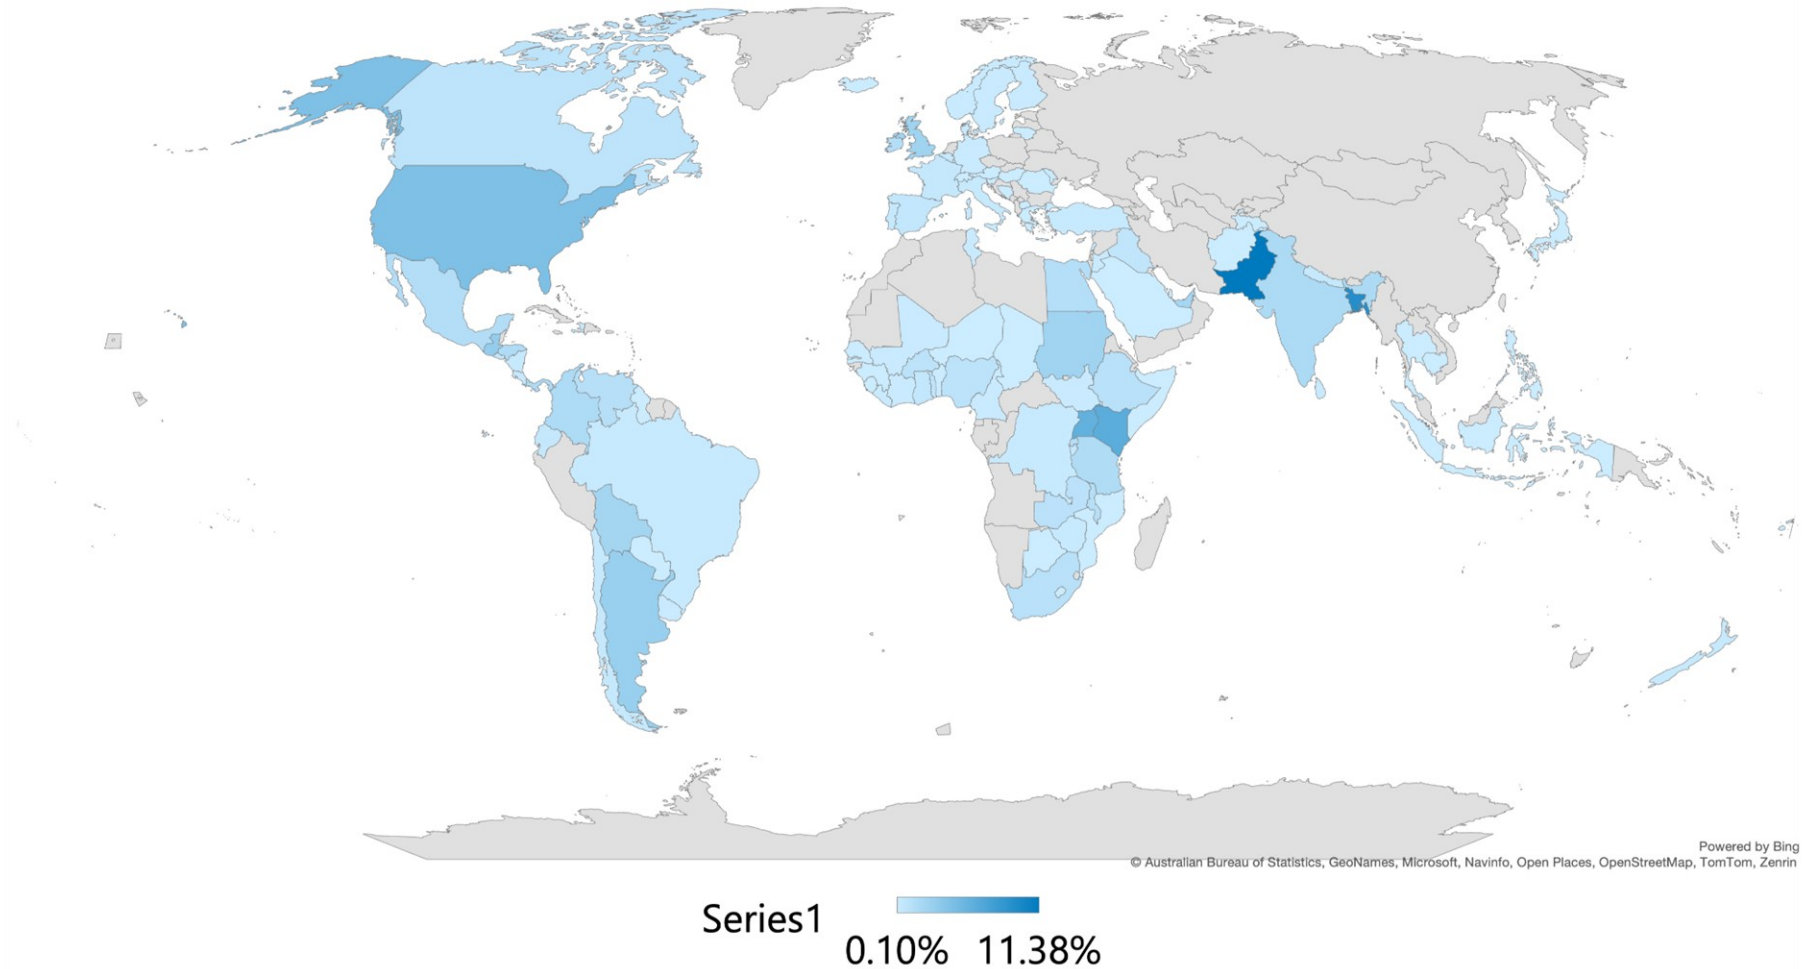 Powered by Bing
© Australian Bureau of Statistics, GeoNames, Microsoft, Navinfo, Open Places, OpenStreetMap, TomTom, Zenrin
Series1
0.10% 11.38%